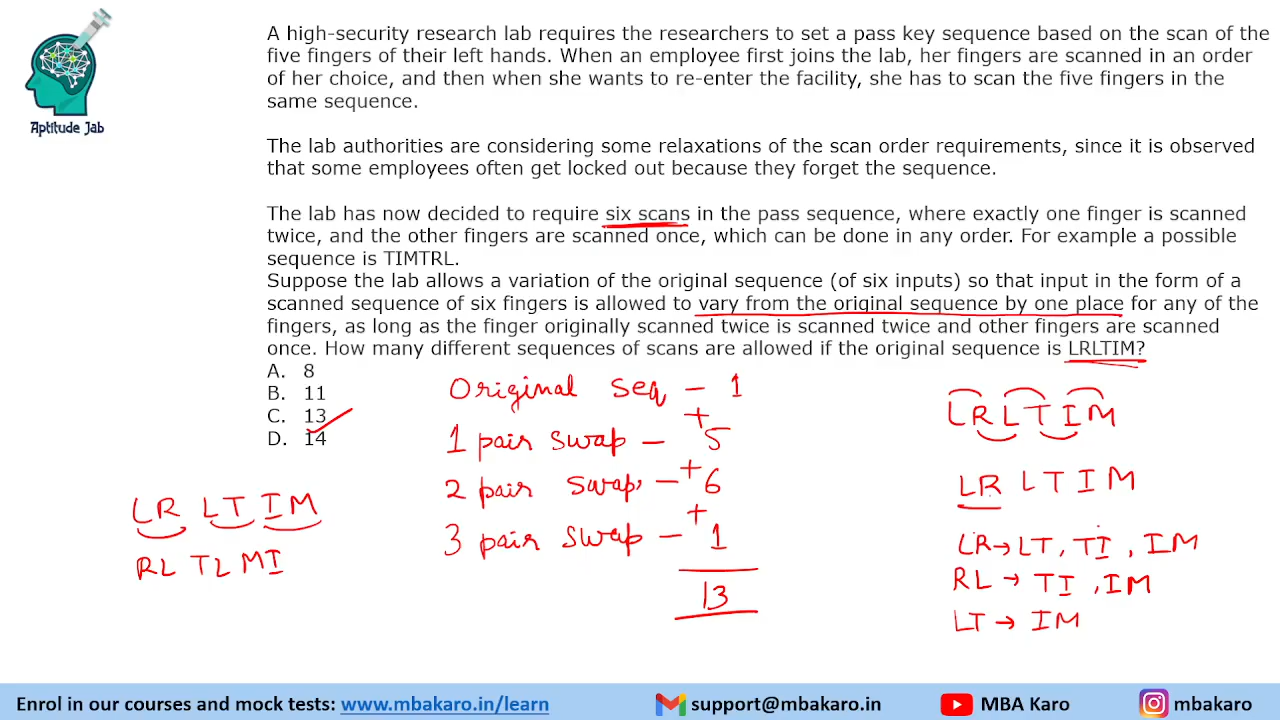 Aptitude Jab
A high-security research lab requires the researchers to set a pass key sequence based on the scan of the
five fingers of their left hands. When an employee first joins the lab, her fingers are scanned in an order
of her choice, and then when she wants to re-enter the facility, she has to scan the five fingers in the
same sequence.
The lab authorities are considering some relaxations of the scan order requirements, since it is observed
that some employees often get locked out because they forget the sequence.
The lab has now decided to require six scans in the pass sequence, where exactly one finger is scanned
twice, and the other fingers are scanned once, which can be done in any order. For example a possible
sequence is TIMTRL.
Suppose the lab allows a variation of the original sequence (of six inputs) so that input in the form of a
scanned sequence of six fingers is allowed to vary from the original sequence by one place for any of the
fingers, as long as the finger originally scanned twice is scanned twice and other fingers are scanned
once. How many different sequences of scans are allowed if the original sequence is LRLTIM?
A. 8
B. 11
C. 13
D. 14
Original Seq - 1
+
1 pair swap - 5
+
2 pair swap - 6
+
3 pair swap - 1
13
LR LT IM
RL TL MI
LRLTIM
LR LTIM
LR → LT, TI, IM
RL → TI, IM
LT → IM
Enrol in our courses and mock tests: www.mbakaro.in/learn
support@mbakaro.in
MBA Karo
mbakaro